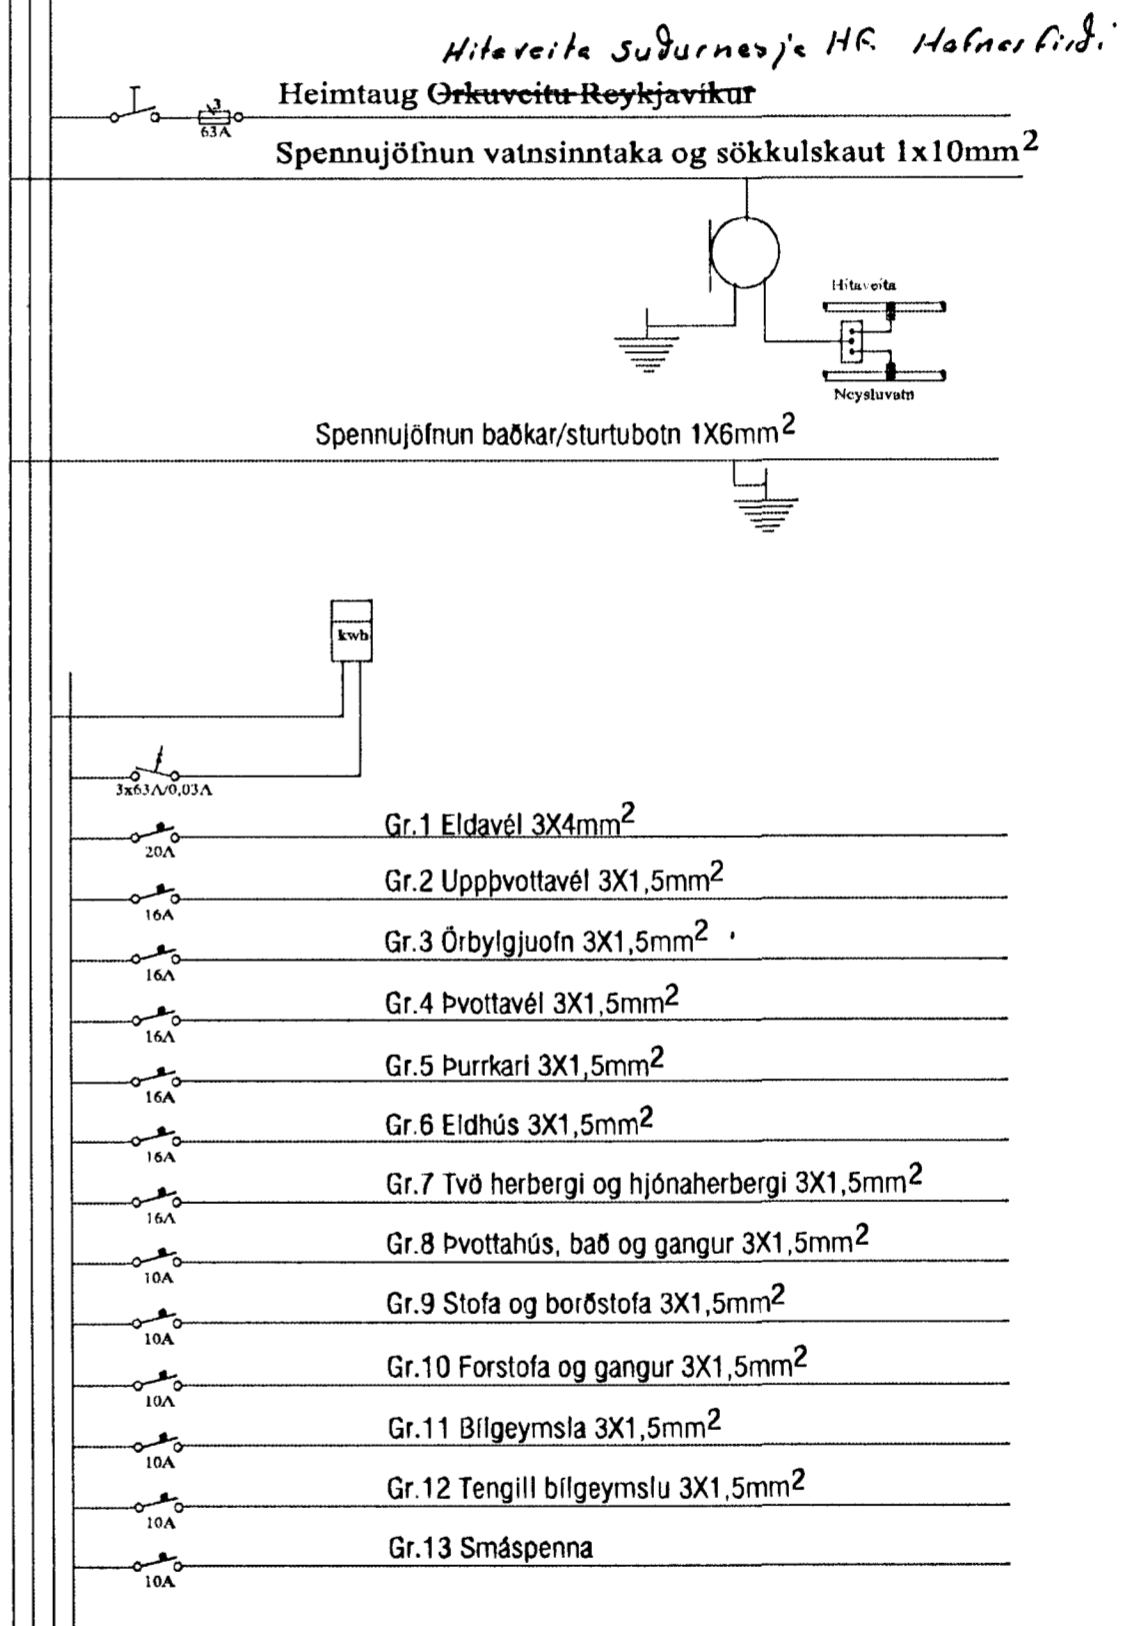 Hitaveita Suðurnesja HF. Hafnarfirði
Heimtaug Orkuveitu Reykjavíkur
3
63A
Spennujöfnun vatnsinntaka og sökkulskaut 1x10mm2
Hitaveita
Neysluvatn
Spennujöfnun baðkar/sturtubotn 1X6mm2
kwh
3x63A/0,03A
Gr.1 Eldavél 3X4mm2
20A
Gr.2 Uppþvottavél 3X1,5mm2
16A
Gr.3 Örbylgjuofn 3X1,5mm2
16A
Gr.4 Þvottavél 3X1,5mm2
16A
Gr.5 Þurrkari 3X1,5mm2
16A
Gr.6 Eldhús 3X1,5mm2
16A
Gr.7 Tvö herbergi og hjónaherbergi 3X1,5mm2
16A
Gr.8 Þvottahús, bað og gangur 3X1,5mm2
10A
Gr.9 Stofa og borðstofa 3X1,5mm2
10A
Gr.10 Forstofa og gangur 3X1,5mm2
10A
Gr.11 Bílgeymsla 3X1,5mm2
10A
Gr.12 Tengill bílgeymslu 3X1,5mm2
10A
Gr.13 Smáspenna
10A